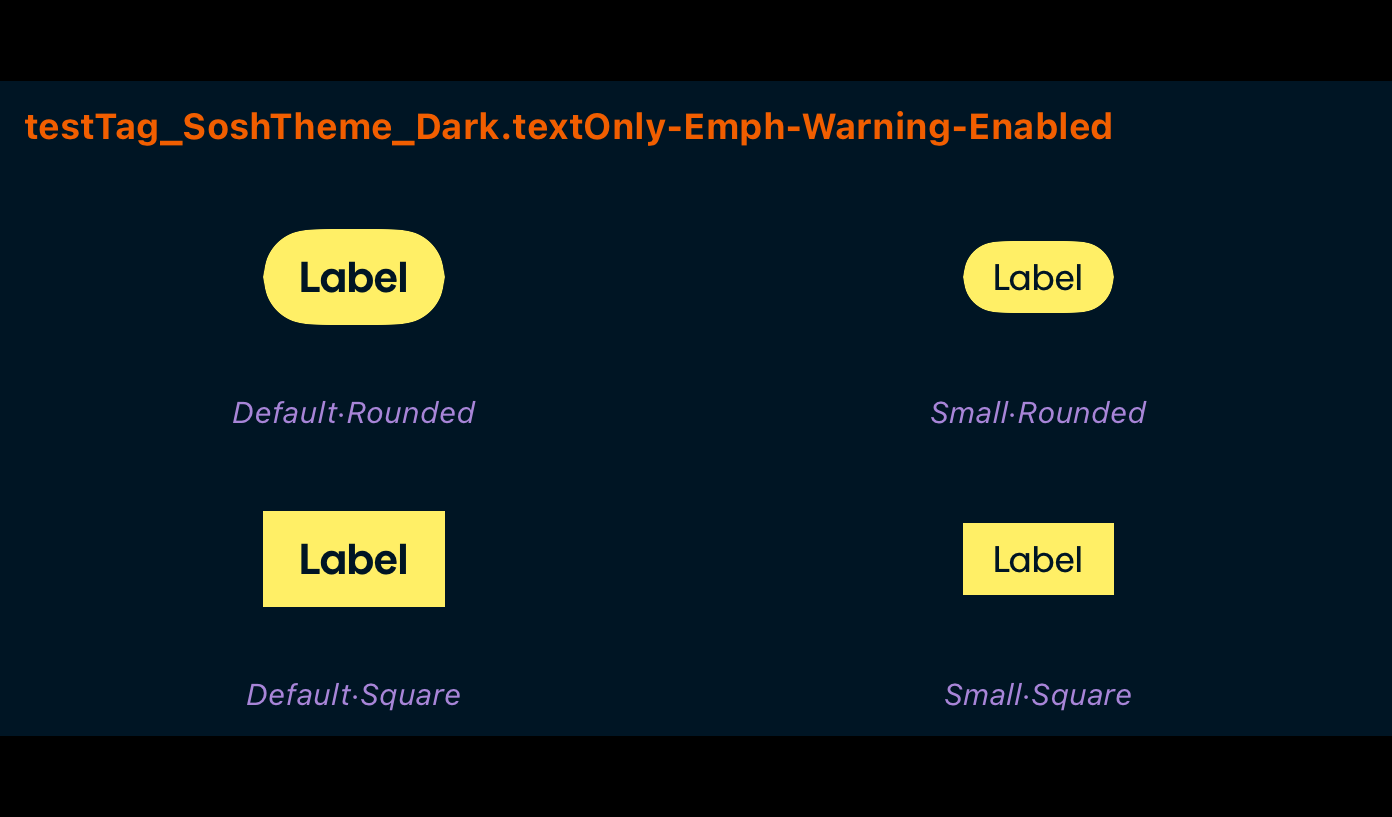 testTag_SoshTheme_Dark.textOnly-Emph-Warning-Enabled
Label
Label
Default·Rounded
Small·Rounded
Label
Label
Default·Square
Small·Square